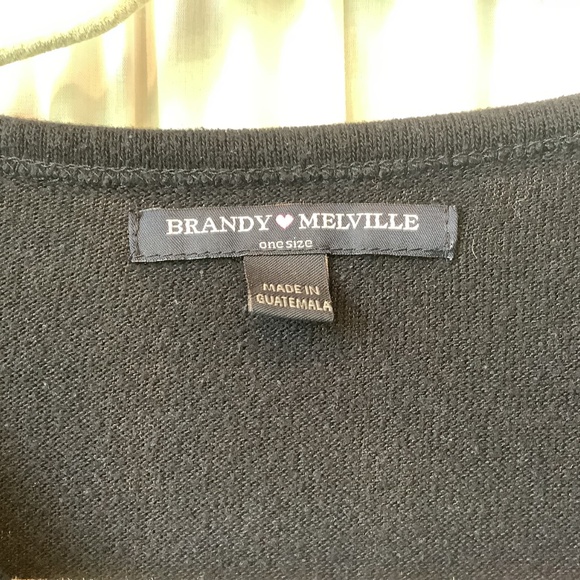 BRANDY ♥ MELVILLE
one size
MADE IN
GUATEMALA